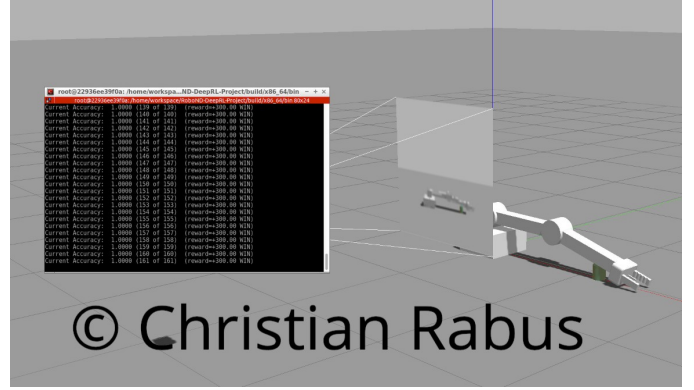 root@22936ee39f0a: /home/workspa...ND-DeepRL-Project/build/x86_64/bin
root@22936ee39f0a: /home/workspace/RoboND-DeepRL-Project/build/x86_64/bin 80x24
Current Accuracy:  1.0000 (139 of 139)  (reward=+300.00 WIN)
Current Accuracy:  1.0000 (140 of 140)  (reward=+300.00 WIN)
Current Accuracy:  1.0000 (141 of 141)  (reward=+300.00 WIN)
Current Accuracy:  1.0000 (142 of 142)  (reward=+300.00 WIN)
Current Accuracy:  1.0000 (143 of 143)  (reward=+300.00 WIN)
Current Accuracy:  1.0000 (144 of 144)  (reward=+300.00 WIN)
Current Accuracy:  1.0000 (145 of 145)  (reward=+300.00 WIN)
Current Accuracy:  1.0000 (146 of 146)  (reward=+300.00 WIN)
Current Accuracy:  1.0000 (147 of 147)  (reward=+300.00 WIN)
Current Accuracy:  1.0000 (148 of 148)  (reward=+300.00 WIN)
Current Accuracy:  1.0000 (149 of 149)  (reward=+300.00 WIN)
Current Accuracy:  1.0000 (150 of 150)  (reward=+300.00 WIN)
Current Accuracy:  1.0000 (151 of 151)  (reward=+300.00 WIN)
Current Accuracy:  1.0000 (152 of 152)  (reward=+300.00 WIN)
Current Accuracy:  1.0000 (153 of 153)  (reward=+300.00 WIN)
Current Accuracy:  1.0000 (154 of 154)  (reward=+300.00 WIN)
Current Accuracy:  1.0000 (155 of 155)  (reward=+300.00 WIN)
Current Accuracy:  1.0000 (156 of 156)  (reward=+300.00 WIN)
Current Accuracy:  1.0000 (157 of 157)  (reward=+300.00 WIN)
Current Accuracy:  1.0000 (158 of 158)  (reward=+300.00 WIN)
Current Accuracy:  1.0000 (159 of 159)  (reward=+300.00 WIN)
Current Accuracy:  1.0000 (160 of 160)  (reward=+300.00 WIN)
Current Accuracy:  1.0000 (161 of 161)  (reward=+300.00 WIN)
© Christian Rabus